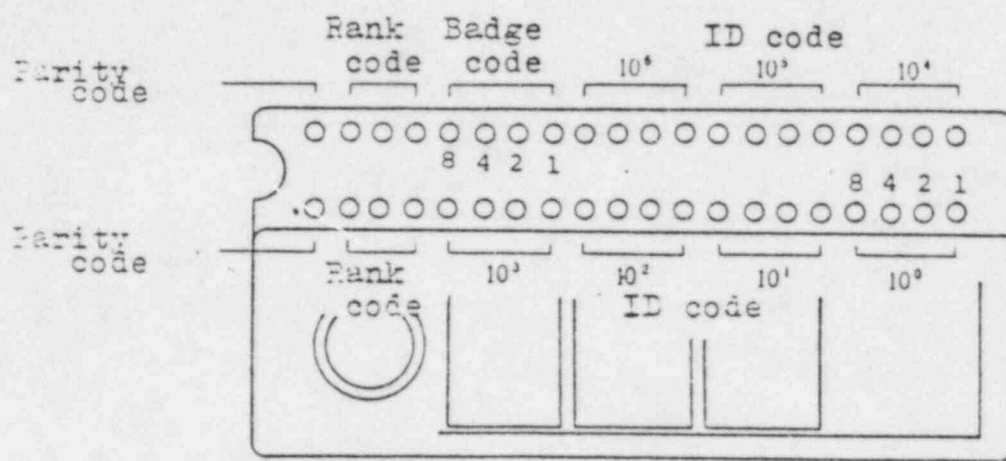 Rank Badge ID code
Parity code code 10⁶ 10⁵ 10⁴
code
8 4 2 1
8 4 2 1
Parity
code 10³ 10² 10¹ 10⁰
Rank
code ID code